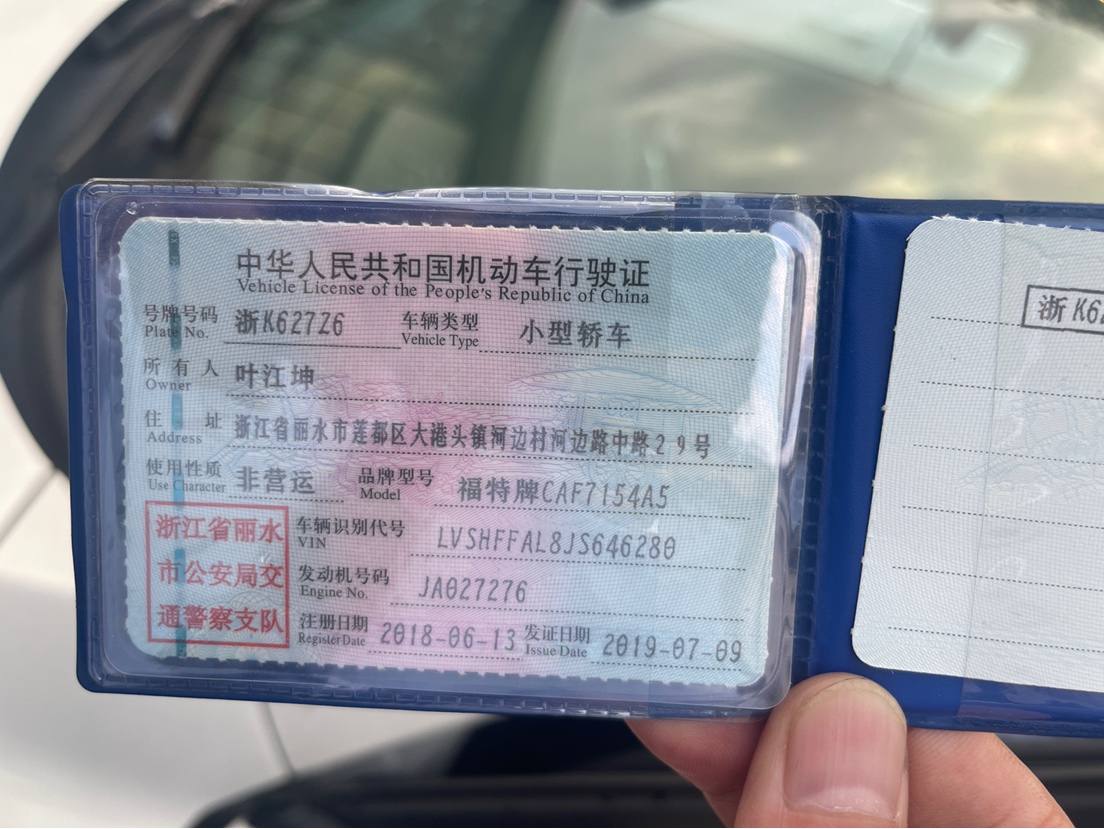 中华人民共和国机动车行驶证
Vehicle License of the People's Republic of China
号牌号码 浙K627Z6 车辆类型 小型轿车
Plate No. Vehicle Type
所有人 叶江坤
Owner
住址 浙江省丽水市莲都区大港头镇河边村河边路中路29号
Address
使用性质 非营运 品牌型号 福特牌CAF7154A5
Use Character Model
浙江省丽水
市公安局交
通警察支队
车辆识别代号 LVSHFFAL8JS646280
VIN
发动机号码 JA027276
Engine No.
注册日期 2018-06-13 发证日期 2019-07-09
Register Date Issue Date
浙K6